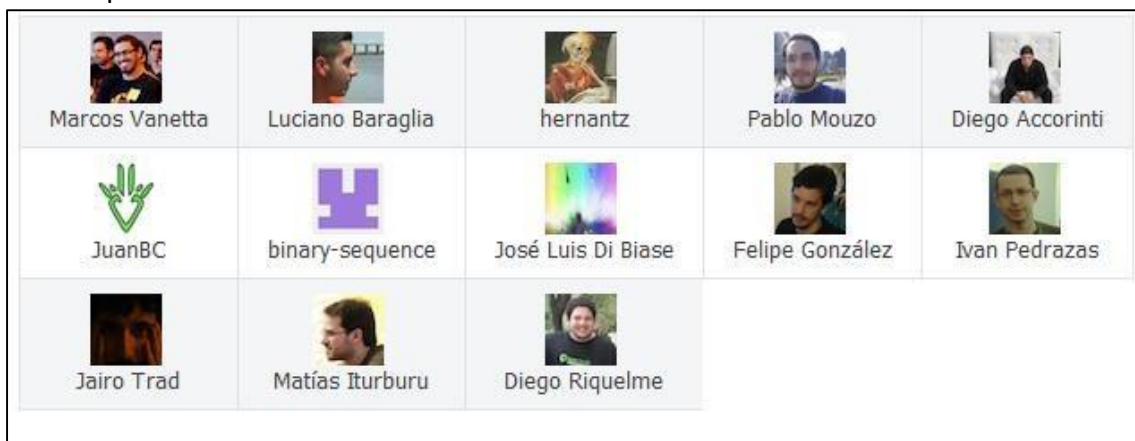 Marcos Vanetta
Luciano Baraglia
hernantz
Pablo Mouzo
Diego Accorinti
JuanBC
binary-sequence
José Luis Di Biase
Felipe González
Ivan Pedrazas
Jairo Trad
Matías Iturburu
Diego Riquelme